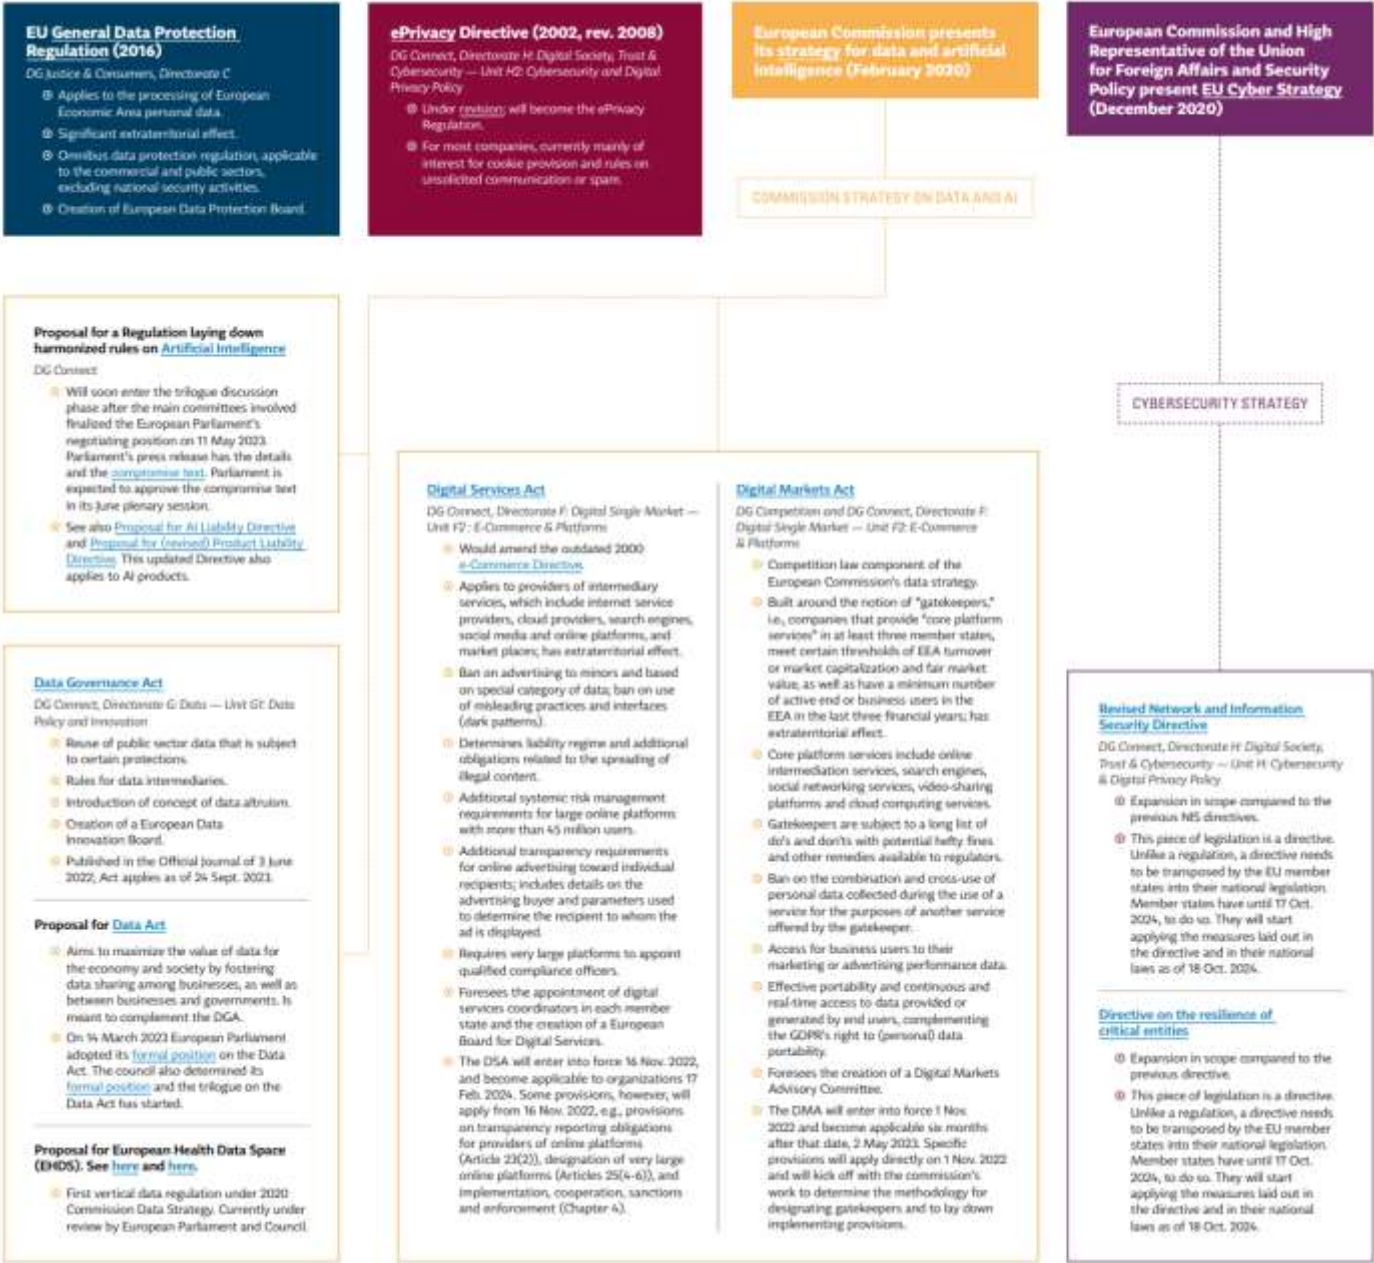 EU General Data Protection
Regulation (2016)
DG Justice & Consumers, Directorate C
Applies to the processing of European
Economic Area personal data.
Significant extraterritorial effect.
Omnibus data protection regulation, applicable
to the commercial and public sectors,
excluding national security activities.
Creation of European Data Protection Board.
ePrivacy Directive (2002, rev. 2008)
DG Connect, Directorate H: Digital Society, Trust &
Cybersecurity — Unit H2: Cybersecurity and Digital
Privacy Policy
Under revision; will become the ePrivacy
Regulation.
For most companies, currently mainly of
interest for cookie provision and rules on
unsolicited communication or spam.
European Commission presents
its strategy for data and artificial
intelligence (February 2020)
COMMISSION STRATEGY ON DATA AND AI
European Commission and High
Representative of the Union
for Foreign Affairs and Security
Policy present EU Cyber Strategy
(December 2020)
CYBERSECURITY STRATEGY
Proposal for a Regulation laying down
harmonized rules on Artificial Intelligence
DG Connect
Will soon enter the trilogue discussion
phase after the main committees involved
finalized the European Parliament's
negotiating position on 11 May 2023.
Parliament's press release has the details
and the compromise text. Parliament is
expected to approve the compromise text
in its June plenary session.
See also Proposal for AI Liability Directive
and Proposal for (revised) Product Liability
Directive. This updated Directive also
applies to AI products.
Data Governance Act
DG Connect, Directorate G: Data — Unit G1: Data
Policy and Innovation
Reuse of public sector data that is subject
to certain protections.
Rules for data intermediaries.
Introduction of concept of data altruism.
Creation of a European Data
Innovation Board.
Published in the Official Journal of 3 June
2022; Act applies as of 24 Sept. 2023.
Proposal for Data Act
Aims to maximize the value of data for
the economy and society by fostering
data sharing among businesses, as well as
between businesses and governments. Is
meant to complement the DGA.
On 14 March 2023 European Parliament
adopted its formal position on the Data
Act. The council also determined its
formal position and the trilogue on the
Data Act has started.
Proposal for European Health Data Space
(EHDS). See here and here.
First vertical data regulation under 2020
Commission Data Strategy. Currently under
review by European Parliament and Council.
Digital Services Act
DG Connect, Directorate F: Digital Single Market —
Unit F2 : E-Commerce & Platforms
Would amend the outdated 2000
e-Commerce Directive.
Applies to providers of intermediary
services, which include internet service
providers, cloud providers, search engines,
social media and online platforms, and
market places; has extraterritorial effect.
Ban on advertising to minors and based
on special category of data; ban on use
of misleading practices and interfaces
(dark patterns).
Determines liability regime and additional
obligations related to the spreading of
illegal content.
Additional systemic risk management
requirements for large online platforms
with more than 45 million users.
Additional transparency requirements
for online advertising toward individual
recipients; includes details on the
advertising buyer and parameters used
to determine the recipient to whom the
ad is displayed.
Requires very large platforms to appoint
qualified compliance officers.
Foresees the appointment of digital
services coordinators in each member
state and the creation of a European
Board for Digital Services.
The DSA will enter into force 16 Nov. 2022,
and become applicable to organizations 17
Feb. 2024. Some provisions, however, will
apply from 16 Nov. 2022, e.g., provisions
on transparency reporting obligations
for providers of online platforms
(Article 23(2)), designation of very large
online platforms (Articles 25(4-6)), and
implementation, cooperation, sanctions
and enforcement (Chapter 4).
Digital Markets Act
DG Competition and DG Connect, Directorate F:
Digital Single Market — Unit F2: E-Commerce
& Platforms
Competition law component of the
European Commission's data strategy.
Built around the notion of "gatekeepers,"
i.e., companies that provide "core platform
services" in at least three member states,
meet certain thresholds of EEA turnover
or market capitalization and fair market
value, as well as have a minimum number
of active end or business users in the
EEA in the last three financial years; has
extraterritorial effect.
Core platform services include online
intermediation services, search engines,
social networking services, video-sharing
platforms and cloud computing services.
Gatekeepers are subject to a long list of
do's and don'ts with potential hefty fines
and other remedies available to regulators.
Ban on the combination and cross-use of
personal data collected during the use of a
service for the purposes of another service
offered by the gatekeeper.
Access for business users to their
marketing or advertising performance data.
Effective portability and continuous and
real-time access to data provided or
generated by end users, complementing
the GDPR's right to (personal) data
portability.
Foresees the creation of a Digital Markets
Advisory Committee.
The DMA will enter into force 1 Nov.
2022 and become applicable six months
after that date, 2 May 2023. Specific
provisions will apply directly on 1 Nov. 2022
and will kick off with the commission's
work to determine the methodology for
designating gatekeepers and to lay down
implementing provisions.
Revised Network and Information
Security Directive
DG Connect, Directorate H: Digital Society,
Trust & Cybersecurity — Unit H: Cybersecurity
& Digital Privacy Policy
Expansion in scope compared to the
previous NIS directives.
This piece of legislation is a directive.
Unlike a regulation, a directive needs
to be transposed by the EU member
states into their national legislation.
Member states have until 17 Oct.
2024, to do so. They will start
applying the measures laid out in
the directive and in their national
laws as of 18 Oct. 2024.
Directive on the resilience of
critical entities
Expansion in scope compared to the
previous directive.
This piece of legislation is a directive.
Unlike a regulation, a directive needs
to be transposed by the EU member
states into their national legislation.
Member states have until 17 Oct.
2024, to do so. They will start
applying the measures laid out in
the directive and in their national
laws as of 18 Oct. 2024.